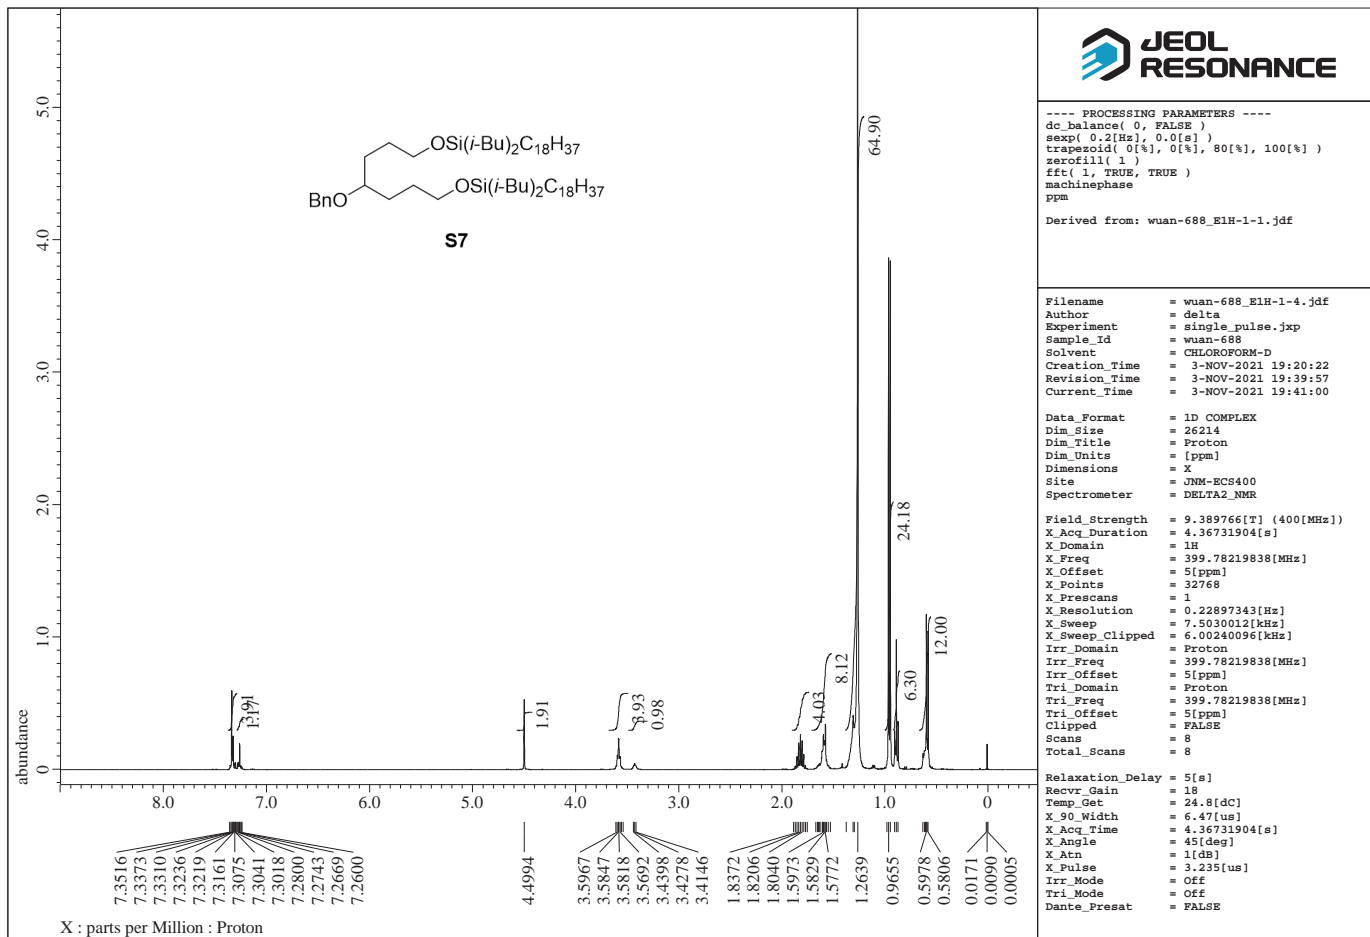 JEOL
RESONANCE
---- PROCESSING PARAMETERS ----
dc_balance( 0, FALSE )
sexp( 0.2[Hz], 0.0[s] )
trapezoid( 0[%], 0[%], 80[%], 100[%] )
zerofill( 1 )
fft( 1, TRUE, TRUE )
machinephase
ppm
Derived from: wuan-688_E1H-1-1.jdf
Filename = wuan-688_E1H-1-4.jdf
Author = delta
Experiment = single_pulse.jxp
Sample_Id = wuan-688
Solvent = CHLOROFORM-D
Creation_Time = 3-NOV-2021 19:20:22
Revision_Time = 3-NOV-2021 19:39:57
Current_Time = 3-NOV-2021 19:41:00
Data_Format = 1D COMPLEX
Dim_Size = 26214
Dim_Title = Proton
Dim_Units = [ppm]
Dimensions = X
Site = JNM-ECS400
Spectrometer = DELTA2_NMR
Field_Strength = 9.389766[T] (400[MHz])
X_Acq_Duration = 4.36731904[s]
X_Domain = 1H
X_Freq = 399.78219838[MHz]
X_Offset = 5[ppm]
X_Points = 32768
X_Prescans = 1
X_Resolution = 0.22897343[Hz]
X_Sweep = 7.5030012[kHz]
X_Sweep_Clipped = 6.00240096[kHz]
Irr_Domain = Proton
Irr_Freq = 399.78219838[MHz]
Irr_Offset = 5[ppm]
Tri_Domain = Proton
Tri_Freq = 399.78219838[MHz]
Tri_Offset = 5[ppm]
Clipped = FALSE
Scans = 8
Total_Scans = 8
Relaxation_Delay = 5[s]
Recvr_Gain = 18
Temp_Get = 24.8[dC]
X_90_Width = 6.47[us]
X_Acq_Time = 4.36731904[s]
X_Angle = 45[deg]
X_Atn = 1[dB]
X_Pulse = 3.235[us]
Irr_Mode = Off
Tri_Mode = Off
Dante_Presat = FALSE
OSi(i-Bu)2C18H37
OSi(i-Bu)2C18H37
BnO
S7
abundance
5.0
4.0
3.0
2.0
1.0
0
3.91
1.17
1.91
3.93
0.98
4.03
8.12
64.90
24.18
6.30
12.00
8.0 7.0 6.0 5.0 4.0 3.0 2.0 1.0 0
7.3516
7.3373
7.3310
7.3236
7.3219
7.3161
7.3075
7.3041
7.3018
7.2800
7.2743
7.2669
7.2600
4.4994
3.5967
3.5847
3.5818
3.5692
3.4398
3.4278
3.4146
1.8372
1.8206
1.8040
1.5973
1.5829
1.5772
1.2639
0.9655
0.5978
0.5806
0.0171
0.0090
0.0005
X : parts per Million : Proton